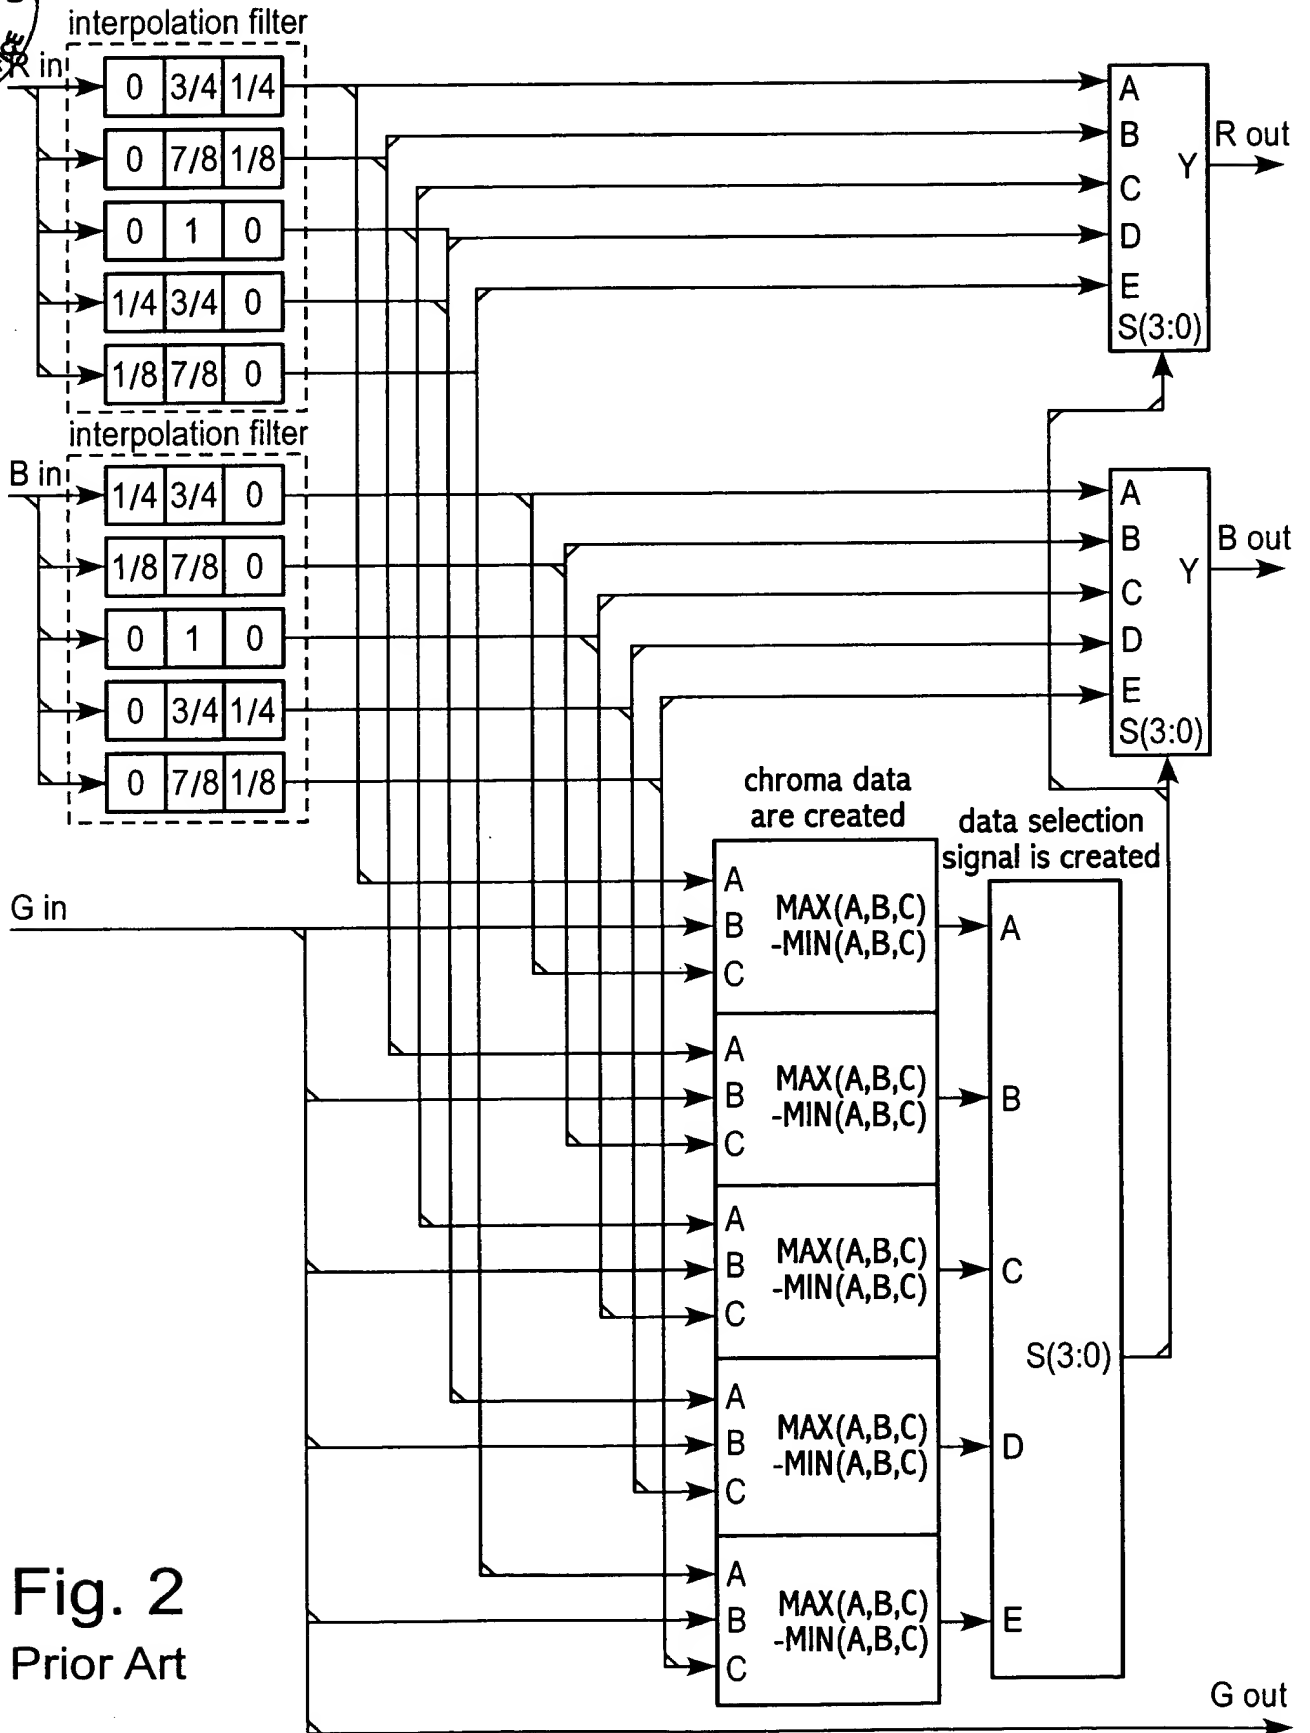 interpolation filter
R in
0 3/4 1/4
0 7/8 1/8
0 1 0
1/4 3/4 0
1/8 7/8 0
A
B
C
D
E
Y
S(3:0)
R out
interpolation filter
B in
1/4 3/4 0
1/8 7/8 0
0 1 0
0 3/4 1/4
0 7/8 1/8
A
B
C
D
E
Y
S(3:0)
B out
chroma data
are created
data selection
signal is created
G in
A
B
C
MAX(A,B,C)
-MIN(A,B,C)
A
B
C
MAX(A,B,C)
-MIN(A,B,C)
A
B
C
MAX(A,B,C)
-MIN(A,B,C)
A
B
C
MAX(A,B,C)
-MIN(A,B,C)
A
B
C
MAX(A,B,C)
-MIN(A,B,C)
A
B
C
S(3:0)
D
E
G out
Fig. 2
Prior Art